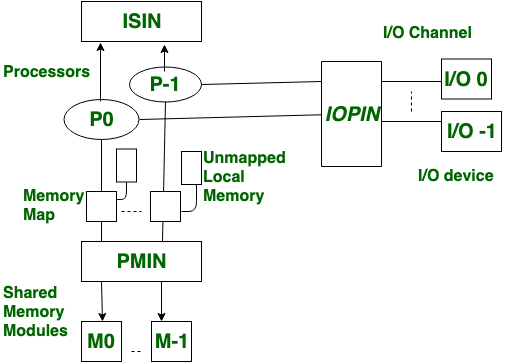 ISIN
I/O Channel
Processors
P-1
I/O 0
P0
IOPIN
I/O -1
Unmapped
Local
Memory
I/O device
Memory
Map
PMIN
Shared
Memory
Modules
M0
M-1